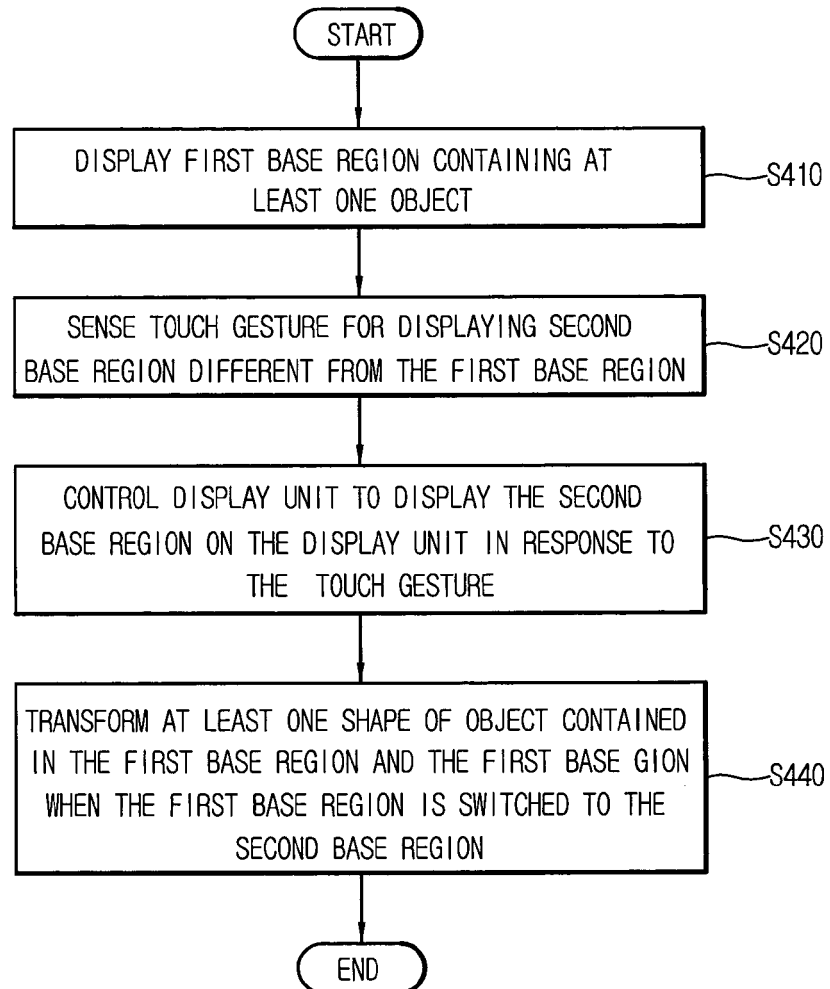 START
DISPLAY FIRST BASE REGION CONTAINING AT
LEAST ONE OBJECT
S410
SENSE TOUCH GESTURE FOR DISPLAYING SECOND
BASE REGION DIFFERENT FROM THE FIRST BASE REGION
S420
CONTROL DISPLAY UNIT TO DISPLAY THE SECOND
BASE REGION ON THE DISPLAY UNIT IN RESPONSE TO
THE TOUCH GESTURE
S430
TRANSFORM AT LEAST ONE SHAPE OF OBJECT CONTAINED
IN THE FIRST BASE REGION AND THE FIRST BASE GION
WHEN THE FIRST BASE REGION IS SWITCHED TO THE
SECOND BASE REGION
S440
END